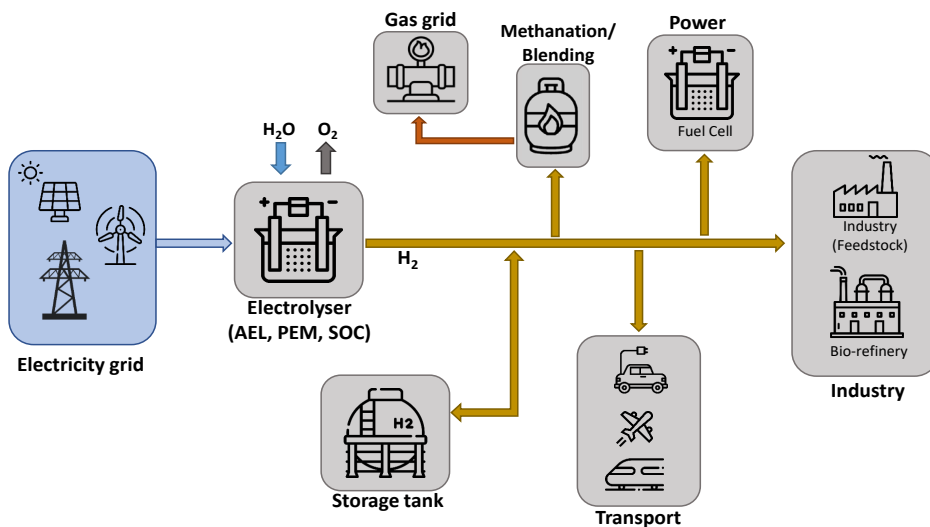 Gas grid
Methanation/
Blending
Power
Fuel Cell
H₂O
O₂
+ −
+ −
H₂
Electrolyser
(AEL, PEM, SOC)
Electricity grid
Industry
(Feedstock)
Bio-refinery
Industry
H2
Storage tank
Transport